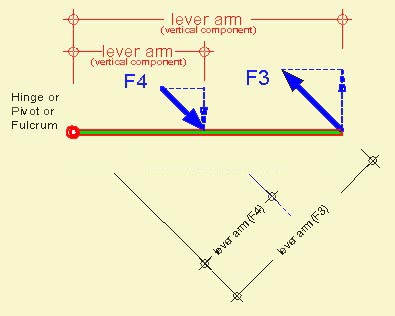 lever arm
(vertical component)
lever arm
(vertical component)
F4
F3
Hinge or
Pivot or
Fulcrum
lever arm (F4)
lever arm (F3)